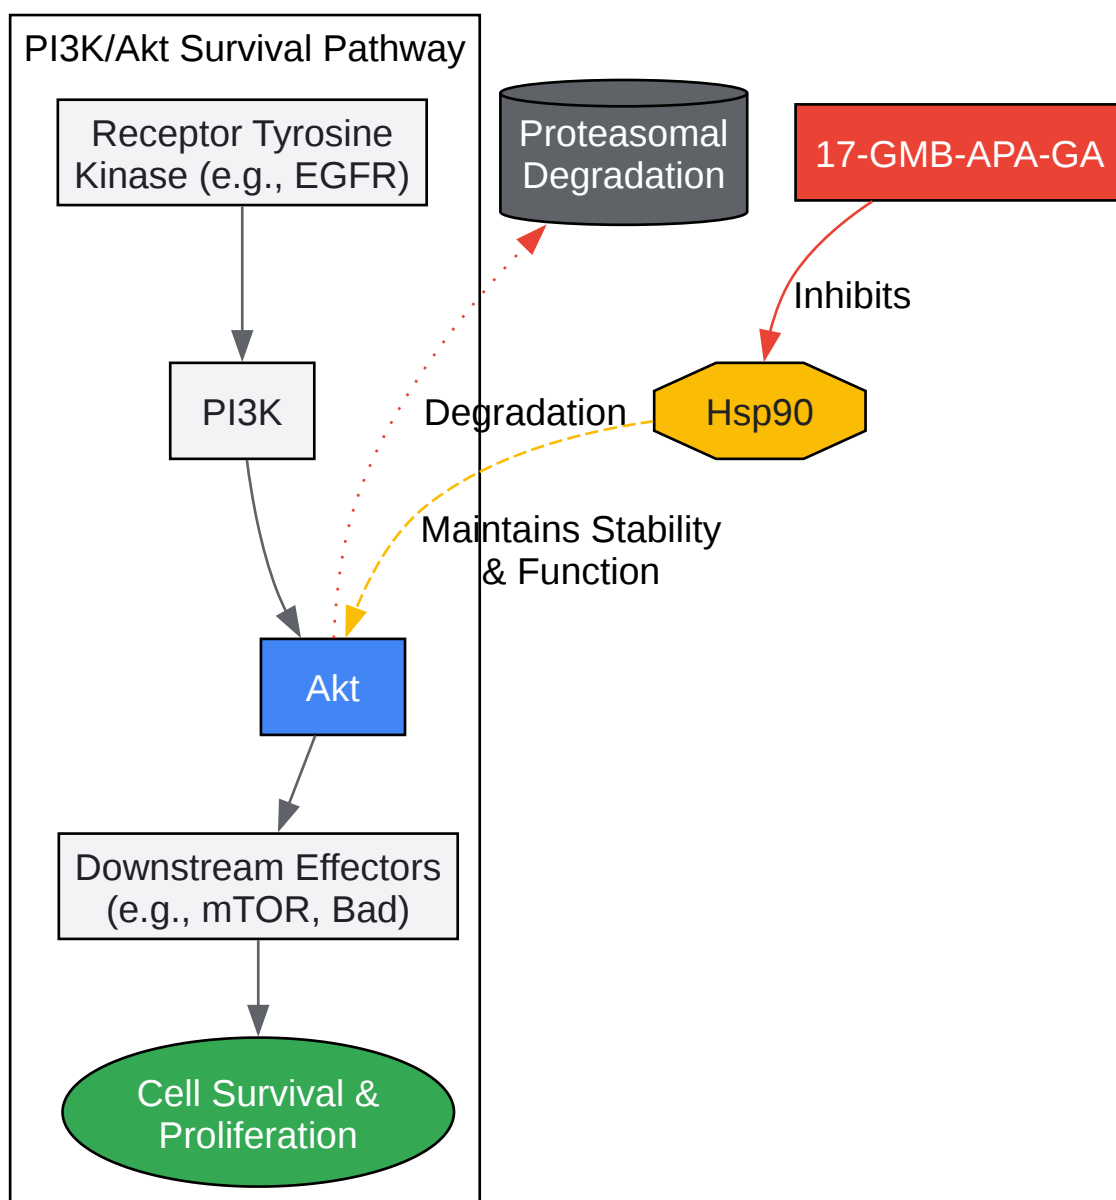 PI3K/Akt Survival Pathway
Receptor Tyrosine
Kinase (e.g., EGFR)
Proteasomal
Degradation
17-GMB-APA-GA
Inhibits
PI3K
Degradation
Hsp90
Maintains Stability
& Function
Akt
Downstream Effectors
(e.g., mTOR, Bad)
Cell Survival &
Proliferation